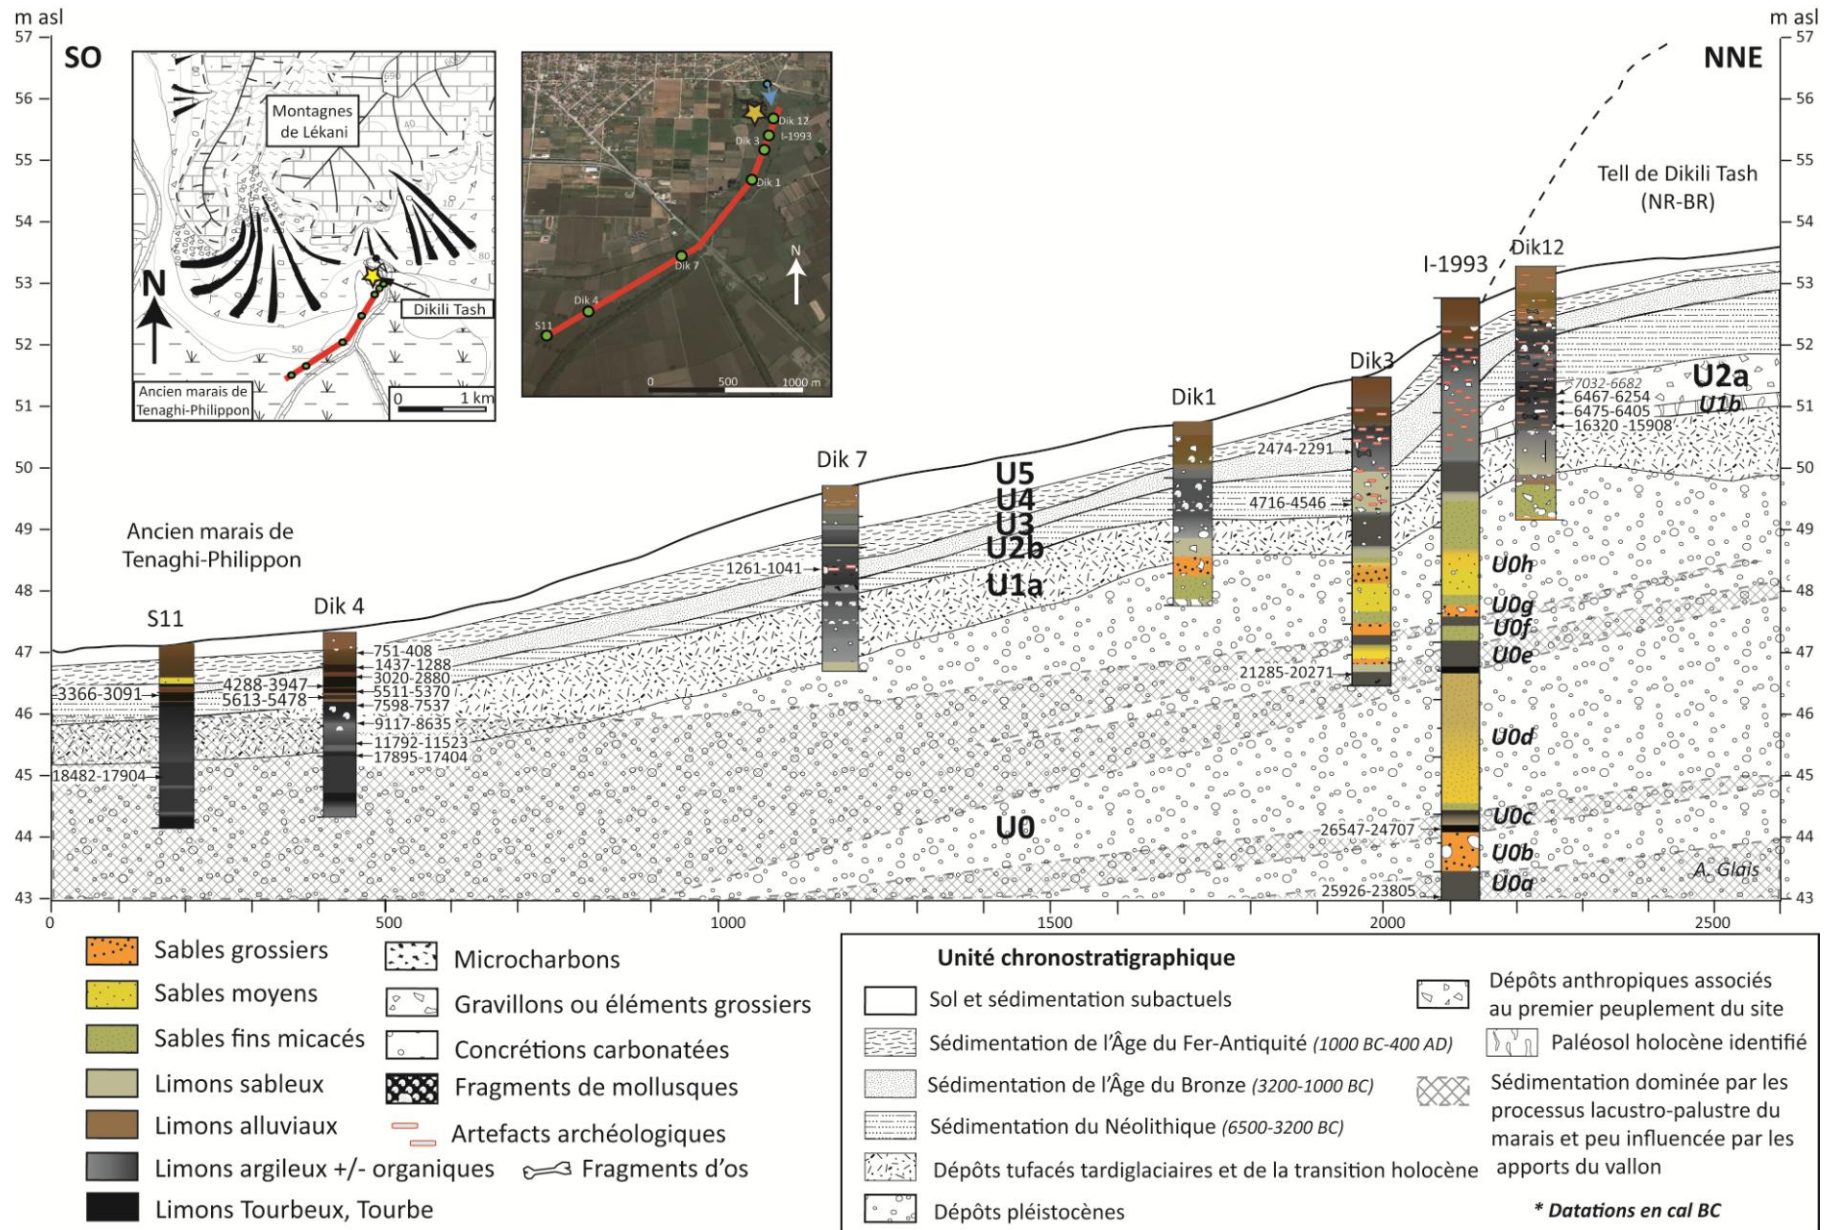 m asl
m asl
57
56
55
54
53
52
51
50
49
48
47
46
45
44
43
57
56
55
54
53
52
51
50
49
48
47
46
45
44
43
SO
NNE
Montagnes
de Lékani
N
Dikili Tash
Ancien marais de
Tenaghi-Philippon
0 1 km
50
Dik 12
I-1993
Dik 3
Dik 1
Dik 7
Dik 4
S11
N
0 500 1000 m
Tell de Dikili Tash
(NR-BR)
Ancien marais de
Tenaghi-Philippon
S11
Dik 4
Dik 7
Dik1
Dik3
I-1993
Dik12
3366-3091
18482-17904
4288-3947
5613-5478
751-408
1437-1288
3020-2880
5511-5370
7598-7537
9117-8635
11792-11523
17895-17404
1261-1041
2474-2291
4716-4546
21285-20271
26547-24707
25926-23805
7032-6682
6467-6254
6475-6405
16320-15908
U5
U4
U3
U2b
U1a
U0
U2a
U1b
U0h
U0g
U0f
U0e
U0d
U0c
U0b
U0a
A. Glais
0 500 1000 1500 2000 2500
Sables grossiers
Sables moyens
Sables fins micacés
Limons sableux
Limons alluviaux
Limons argileux +/- organiques
Limons Tourbeux, Tourbe
Microcharbons
Gravillons ou éléments grossiers
Concrétions carbonatées
Fragments de mollusques
Artefacts archéologiques
Fragments d'os
Unité chronostratigraphique
Sol et sédimentation subactuels
Sédimentation de l'Âge du Fer-Antiquité (1000 BC-400 AD)
Sédimentation de l'Âge du Bronze (3200-1000 BC)
Sédimentation du Néolithique (6500-3200 BC)
Dépôts tufacés tardiglaciaires et de la transition holocène
Dépôts pléistocènes
Dépôts anthropiques associés
au premier peuplement du site
Paléosol holocène identifié
Sédimentation dominée par les
processus lacustro-palustre du
marais et peu influencée par les
apports du vallon
* Datations en cal BC